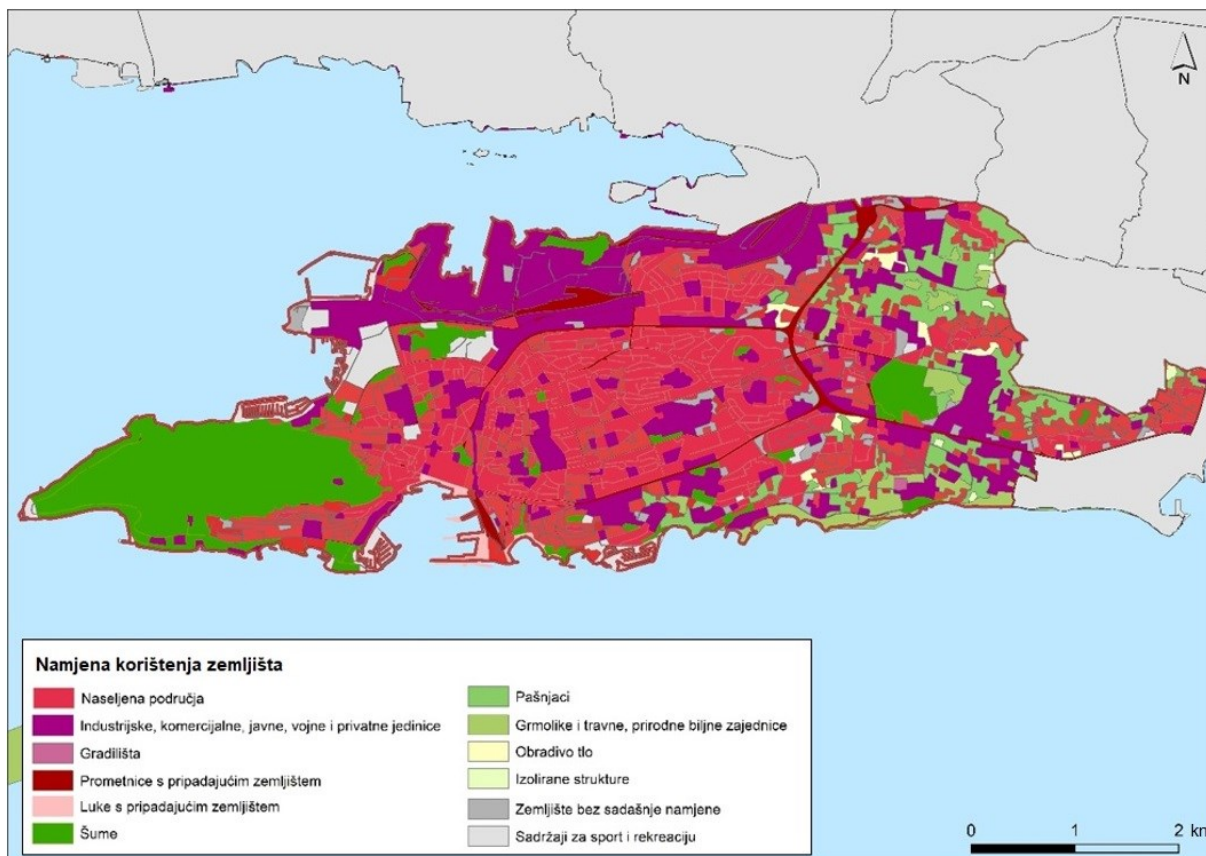 N
Namjena korištenja zemljišta
Naseljena područja
Industrijske, komercijalne, javne, vojne i privatne jedinice
Gradilišta
Prometnice s pripadajućim zemljištem
Luke s pripadajućim zemljištem
Šume
Pašnjaci
Grmolike i travne, prirodne biljne zajednice
Obradivo tlo
Izolirane strukture
Zemljište bez sadašnje namjene
Sadržaji za sport i rekreaciju
0 1 2 km